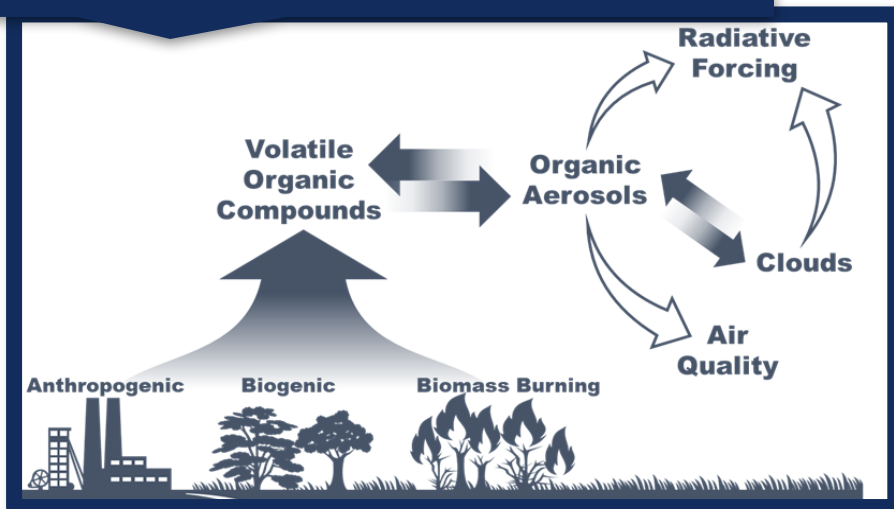 Radiative
Forcing
Volatile
Organic
Compounds
Organic
Aerosols
Clouds
Air
Quality
Anthropogenic
Biogenic
Biomass Burning